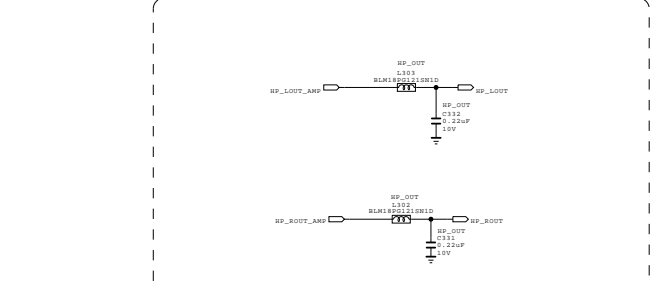 HP_OUT
L303
BLM18PG121SN1D
HP_LOUT_AMP
HP_LOUT
HP_OUT
C332
0.22uF
10V
HP_OUT
L302
BLM18PG121SN1D
HP_ROUT_AMP
HP_ROUT
HP_OUT
C331
0.22uF
10V